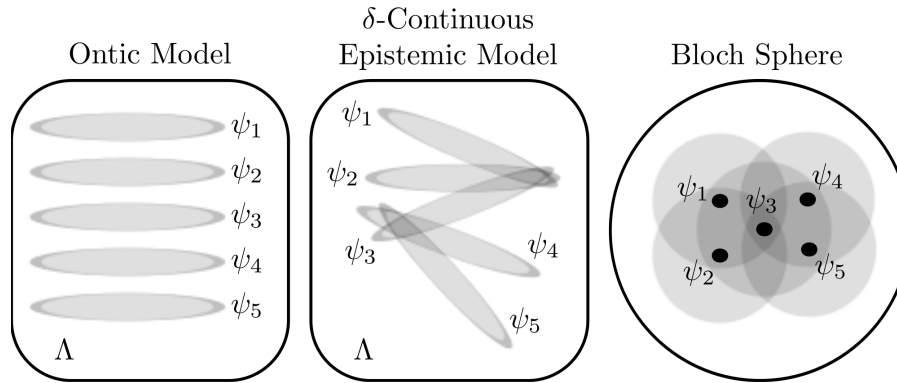 Ontic Model
δ-Continuous
Epistemic Model
Bloch Sphere
ψ₁
ψ₂
ψ₃
ψ₄
ψ₅
Λ
ψ₁
ψ₂
ψ₃
ψ₄
ψ₅
Λ
ψ₁
ψ₂
ψ₃
ψ₄
ψ₅